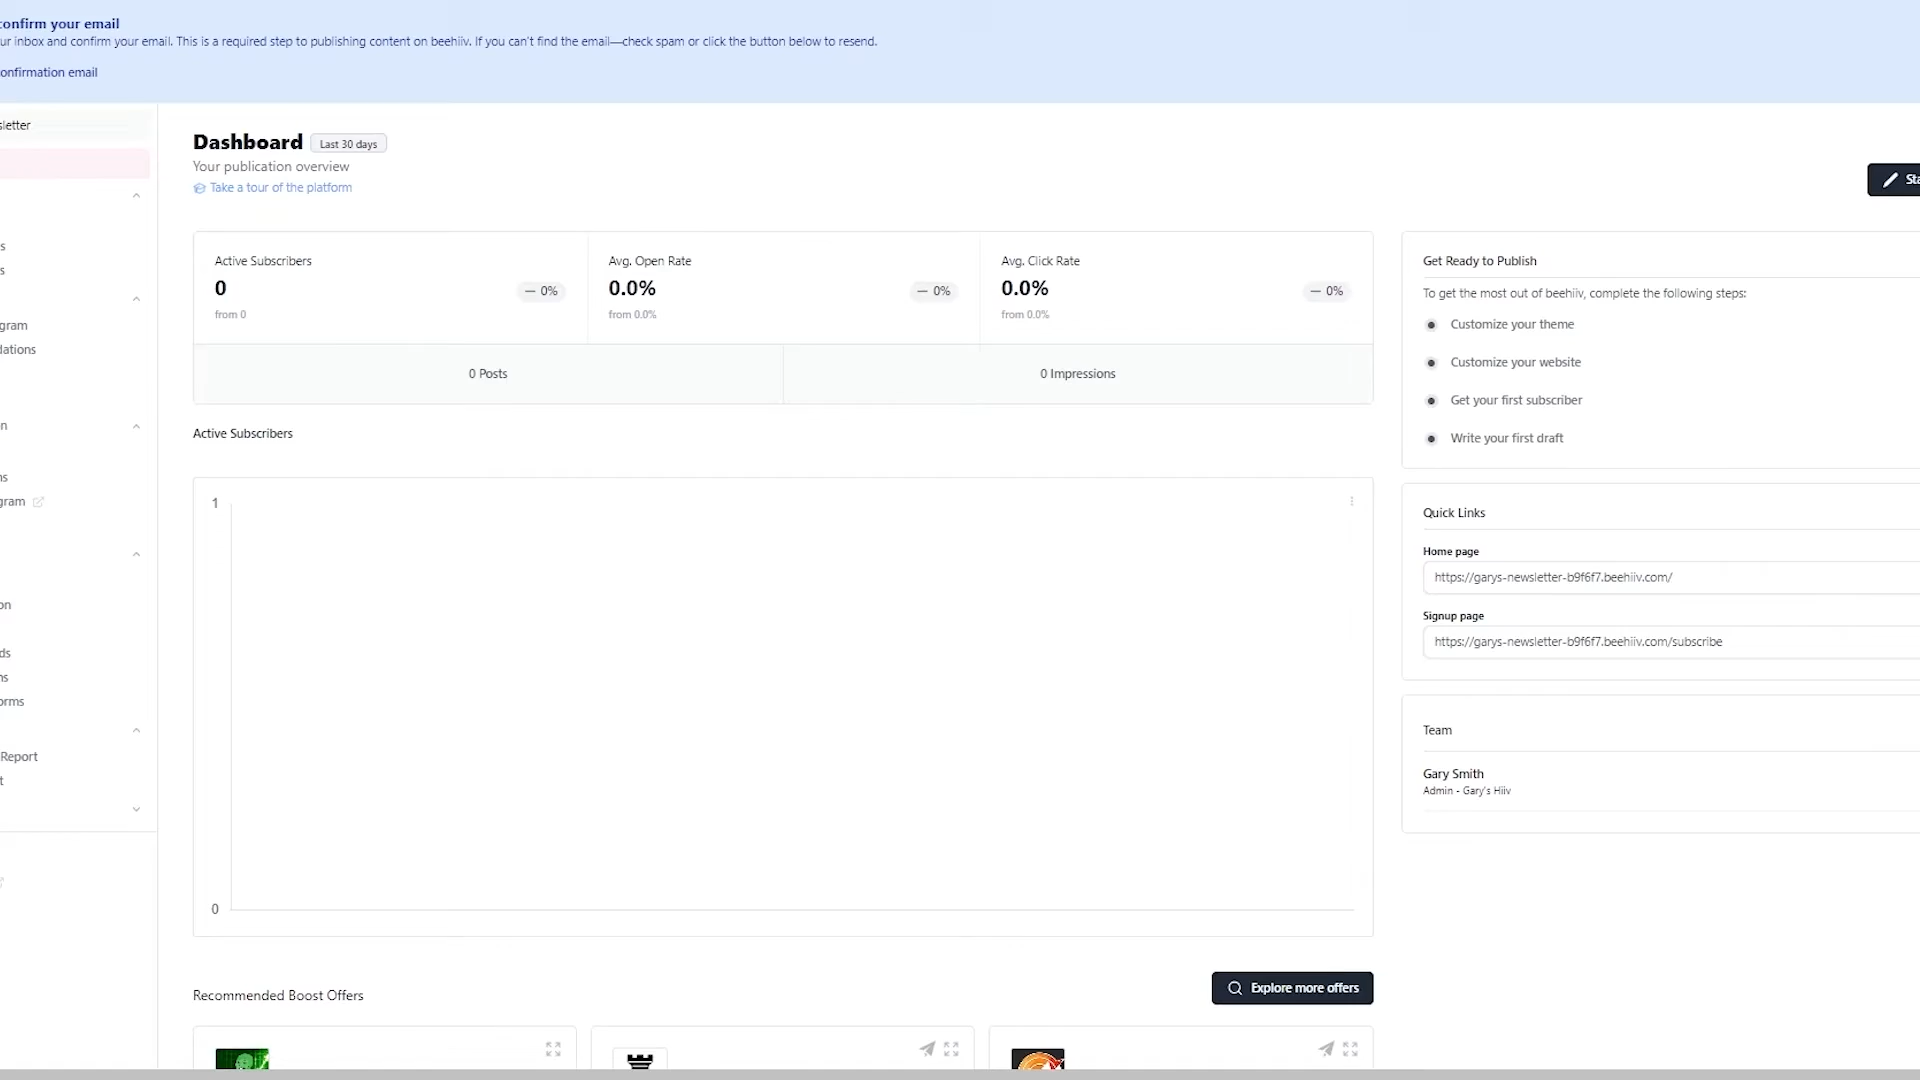 confirm your email
ur inbox and confirm your email. This is a required step to publishing content on beehiiv. If you can't find the email—check spam or click the button below to resend.
onfirmation email
sletter
s
s
gram
dations
n
ns
gram
on
ds
ns
orms
Report
t
Dashboard Last 30 days
Your publication overview
Take a tour of the platform
Sta
Active Subscribers
0
— 0%
from 0
Avg. Open Rate
0.0%
— 0%
from 0.0%
Avg. Click Rate
0.0%
— 0%
from 0.0%
0 Posts
0 Impressions
Active Subscribers
1
0
Recommended Boost Offers
Explore more offers
Get Ready to Publish
To get the most out of beehiiv, complete the following steps:
Customize your theme
Customize your website
Get your first subscriber
Write your first draft
Quick Links
Home page
https://garys-newsletter-b9f6f7.beehiiv.com/
Signup page
https://garys-newsletter-b9f6f7.beehiiv.com/subscribe
Team
Gary Smith
Admin - Gary's Hiiv